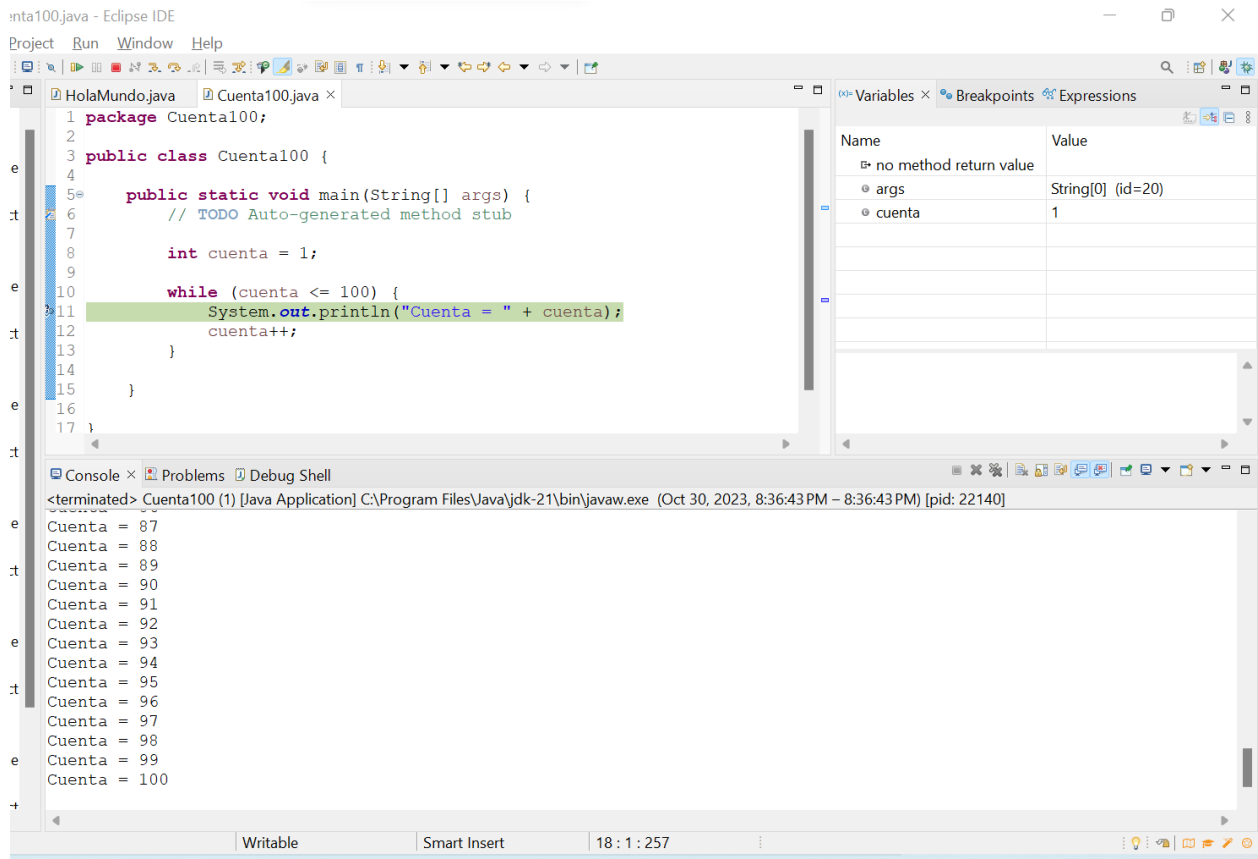 enta100.java - Eclipse IDE
Project Run Window Help
HolaMundo.java Cuenta100.java
1 package Cuenta100;
2
3 public class Cuenta100 {
4
5 public static void main(String[] args) {
6 // TODO Auto-generated method stub
7
8 int cuenta = 1;
9
10 while (cuenta <= 100) {
11 System.out.println("Cuenta = " + cuenta);
12 cuenta++;
13 }
14
15 }
16
17 }
(x)= Variables Breakpoints Expressions
Name Value
no method return value
args String[0] (id=20)
cuenta 1
Console Problems Debug Shell
<terminated> Cuenta100 (1) [Java Application] C:\Program Files\Java\jdk-21\bin\javaw.exe (Oct 30, 2023, 8:36:43 PM – 8:36:43 PM) [pid: 22140]
Cuenta = 87
Cuenta = 88
Cuenta = 89
Cuenta = 90
Cuenta = 91
Cuenta = 92
Cuenta = 93
Cuenta = 94
Cuenta = 95
Cuenta = 96
Cuenta = 97
Cuenta = 98
Cuenta = 99
Cuenta = 100
Writable Smart Insert 18 : 1 : 257